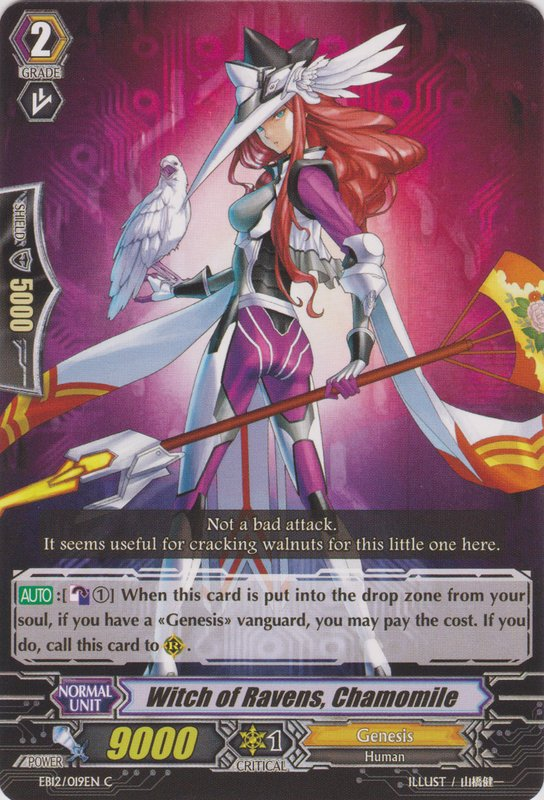 2
GRADE
SHIELD
5000
Not a bad attack.
It seems useful for cracking walnuts for this little one here.
AUTO:[①] When this card is put into the drop zone from your
soul, if you have a «Genesis» vanguard, you may pay the cost. If you
do, call this card to R.
NORMAL
UNIT
Witch of Ravens, Chamomile
POWER
9000
1
CRITICAL
Genesis
Human
EB12/019EN C
ILLUST / 山橋健一